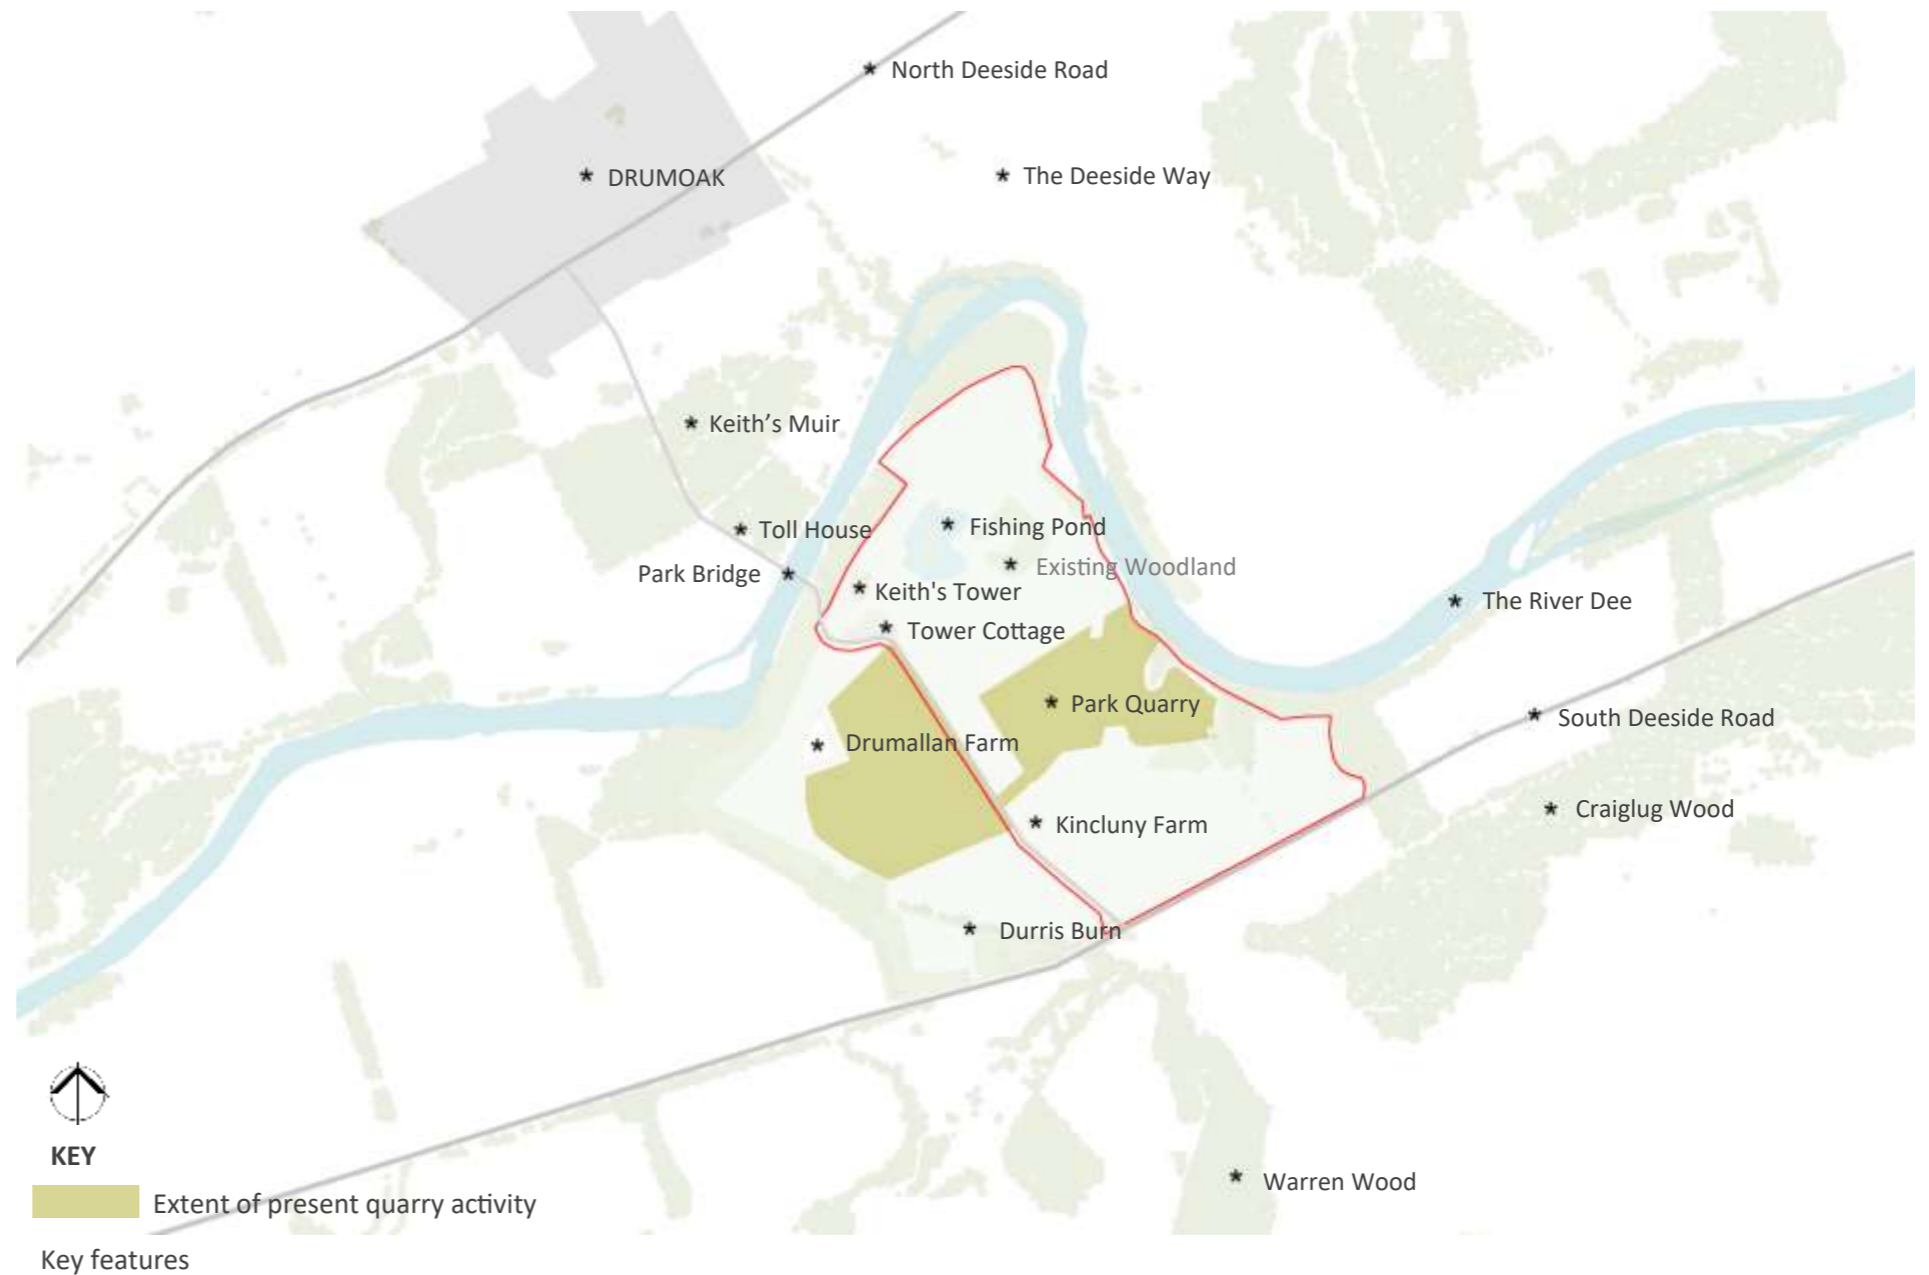 North Deeside Road
DRUMOAK
The Deeside Way
Keith’s Muir
Toll House
Fishing Pond
Park Bridge
Existing Woodland
Keith's Tower
The River Dee
Tower Cottage
Park Quarry
South Deeside Road
Drumallan Farm
Craiglug Wood
Kincluny Farm
Durris Burn
KEY
Warren Wood
Extent of present quarry activity
Key features